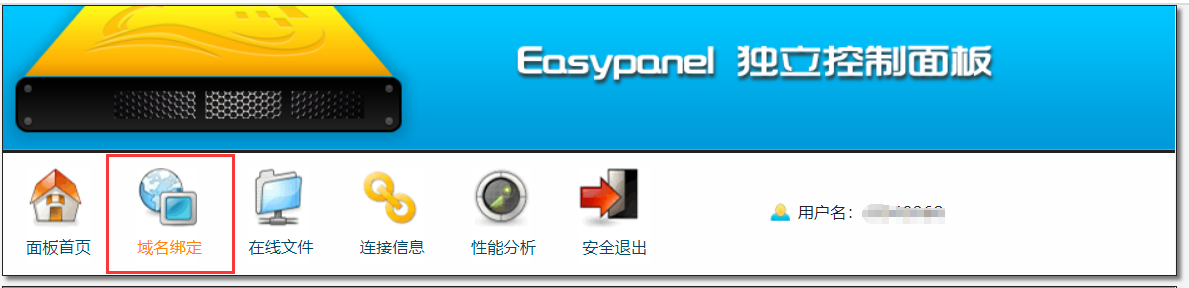 Easypanel 独立控制面板
面板首页 域名绑定 在线文件 连接信息 性能分析 安全退出
用户名：